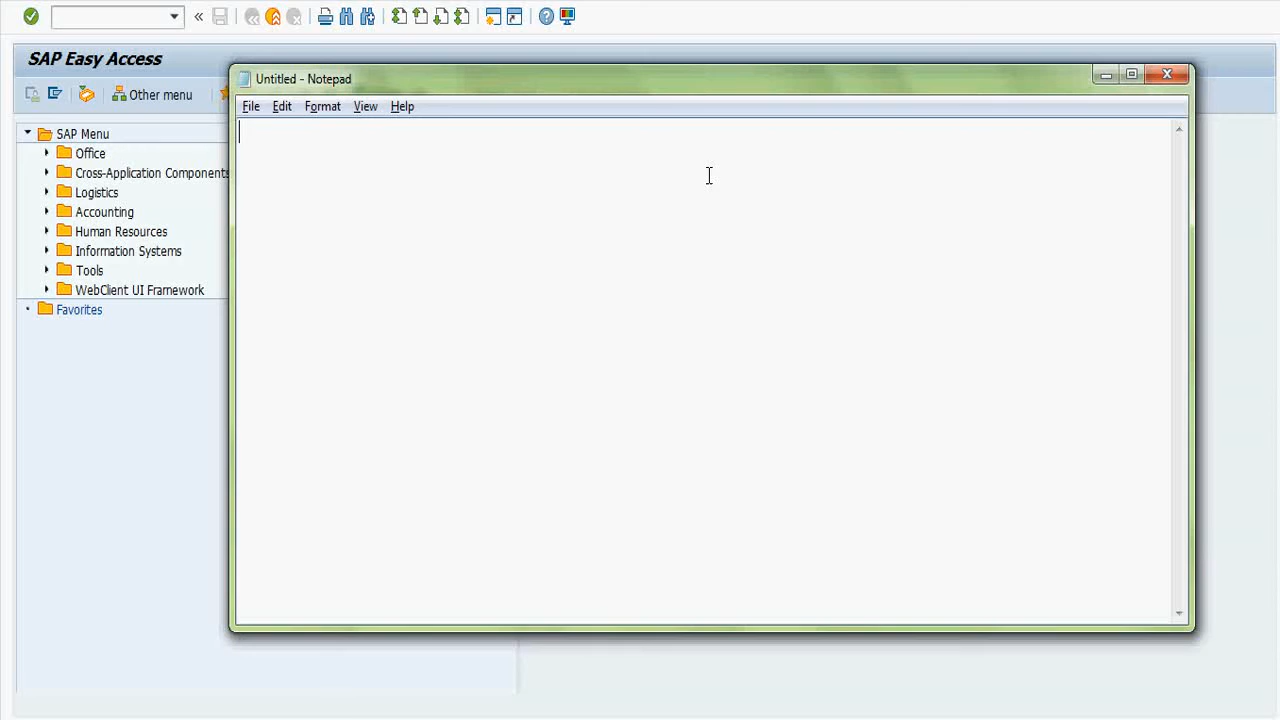 SAP Easy Access
Other menu
SAP Menu
Office
Cross-Application Components
Logistics
Accounting
Human Resources
Information Systems
Tools
WebClient UI Framework
Favorites
Untitled - Notepad
File Edit Format View Help